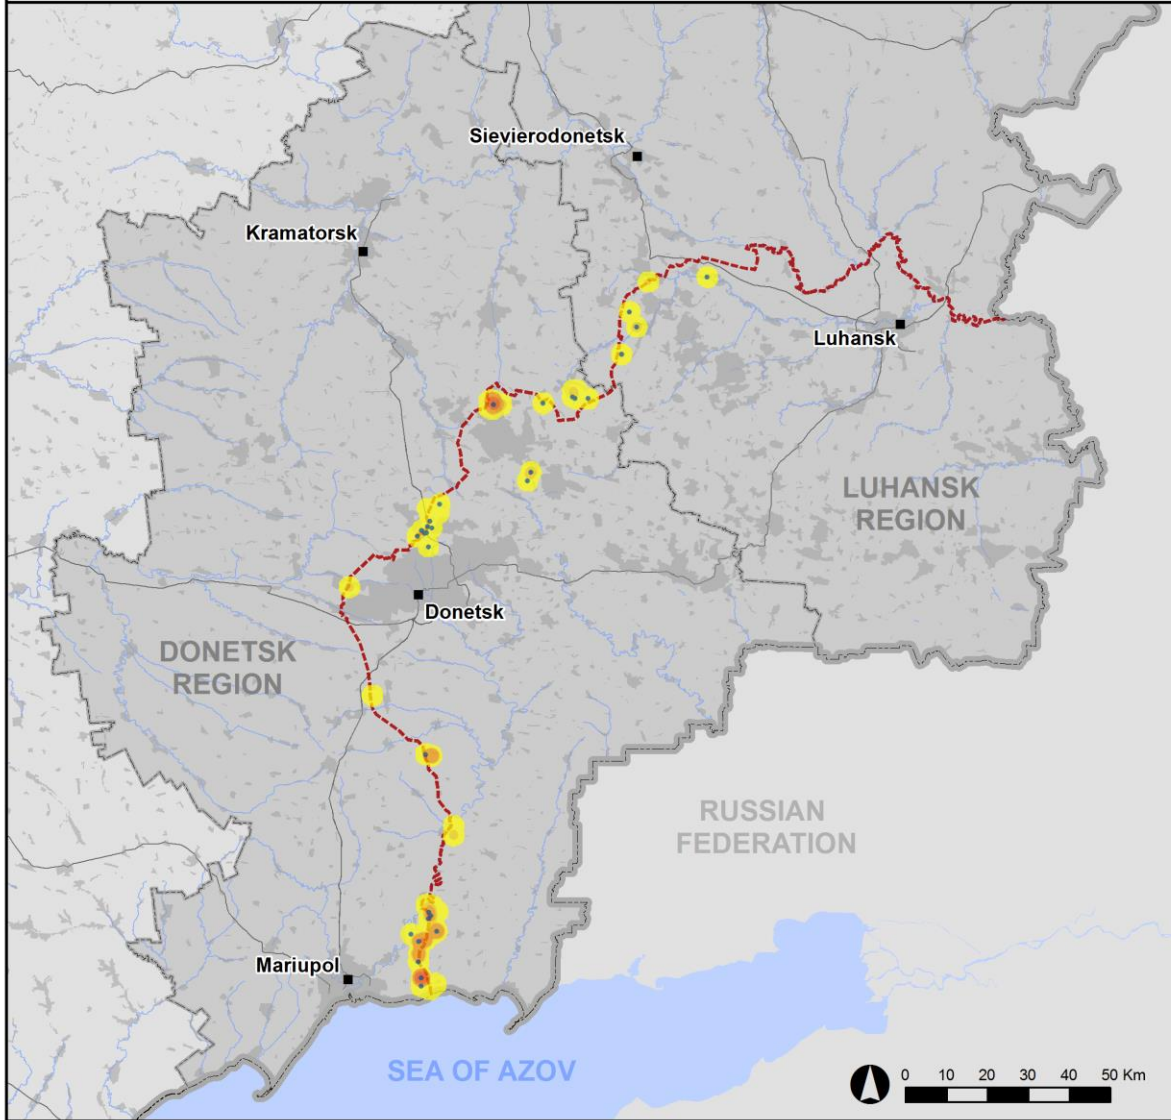 Sievierodonetsk
Kramatorsk
Luhansk
LUHANSK
REGION
Donetsk
DONETSK
REGION
RUSSIAN
FEDERATION
Mariupol
SEA OF AZOV
0 10 20 30 40 50 Km